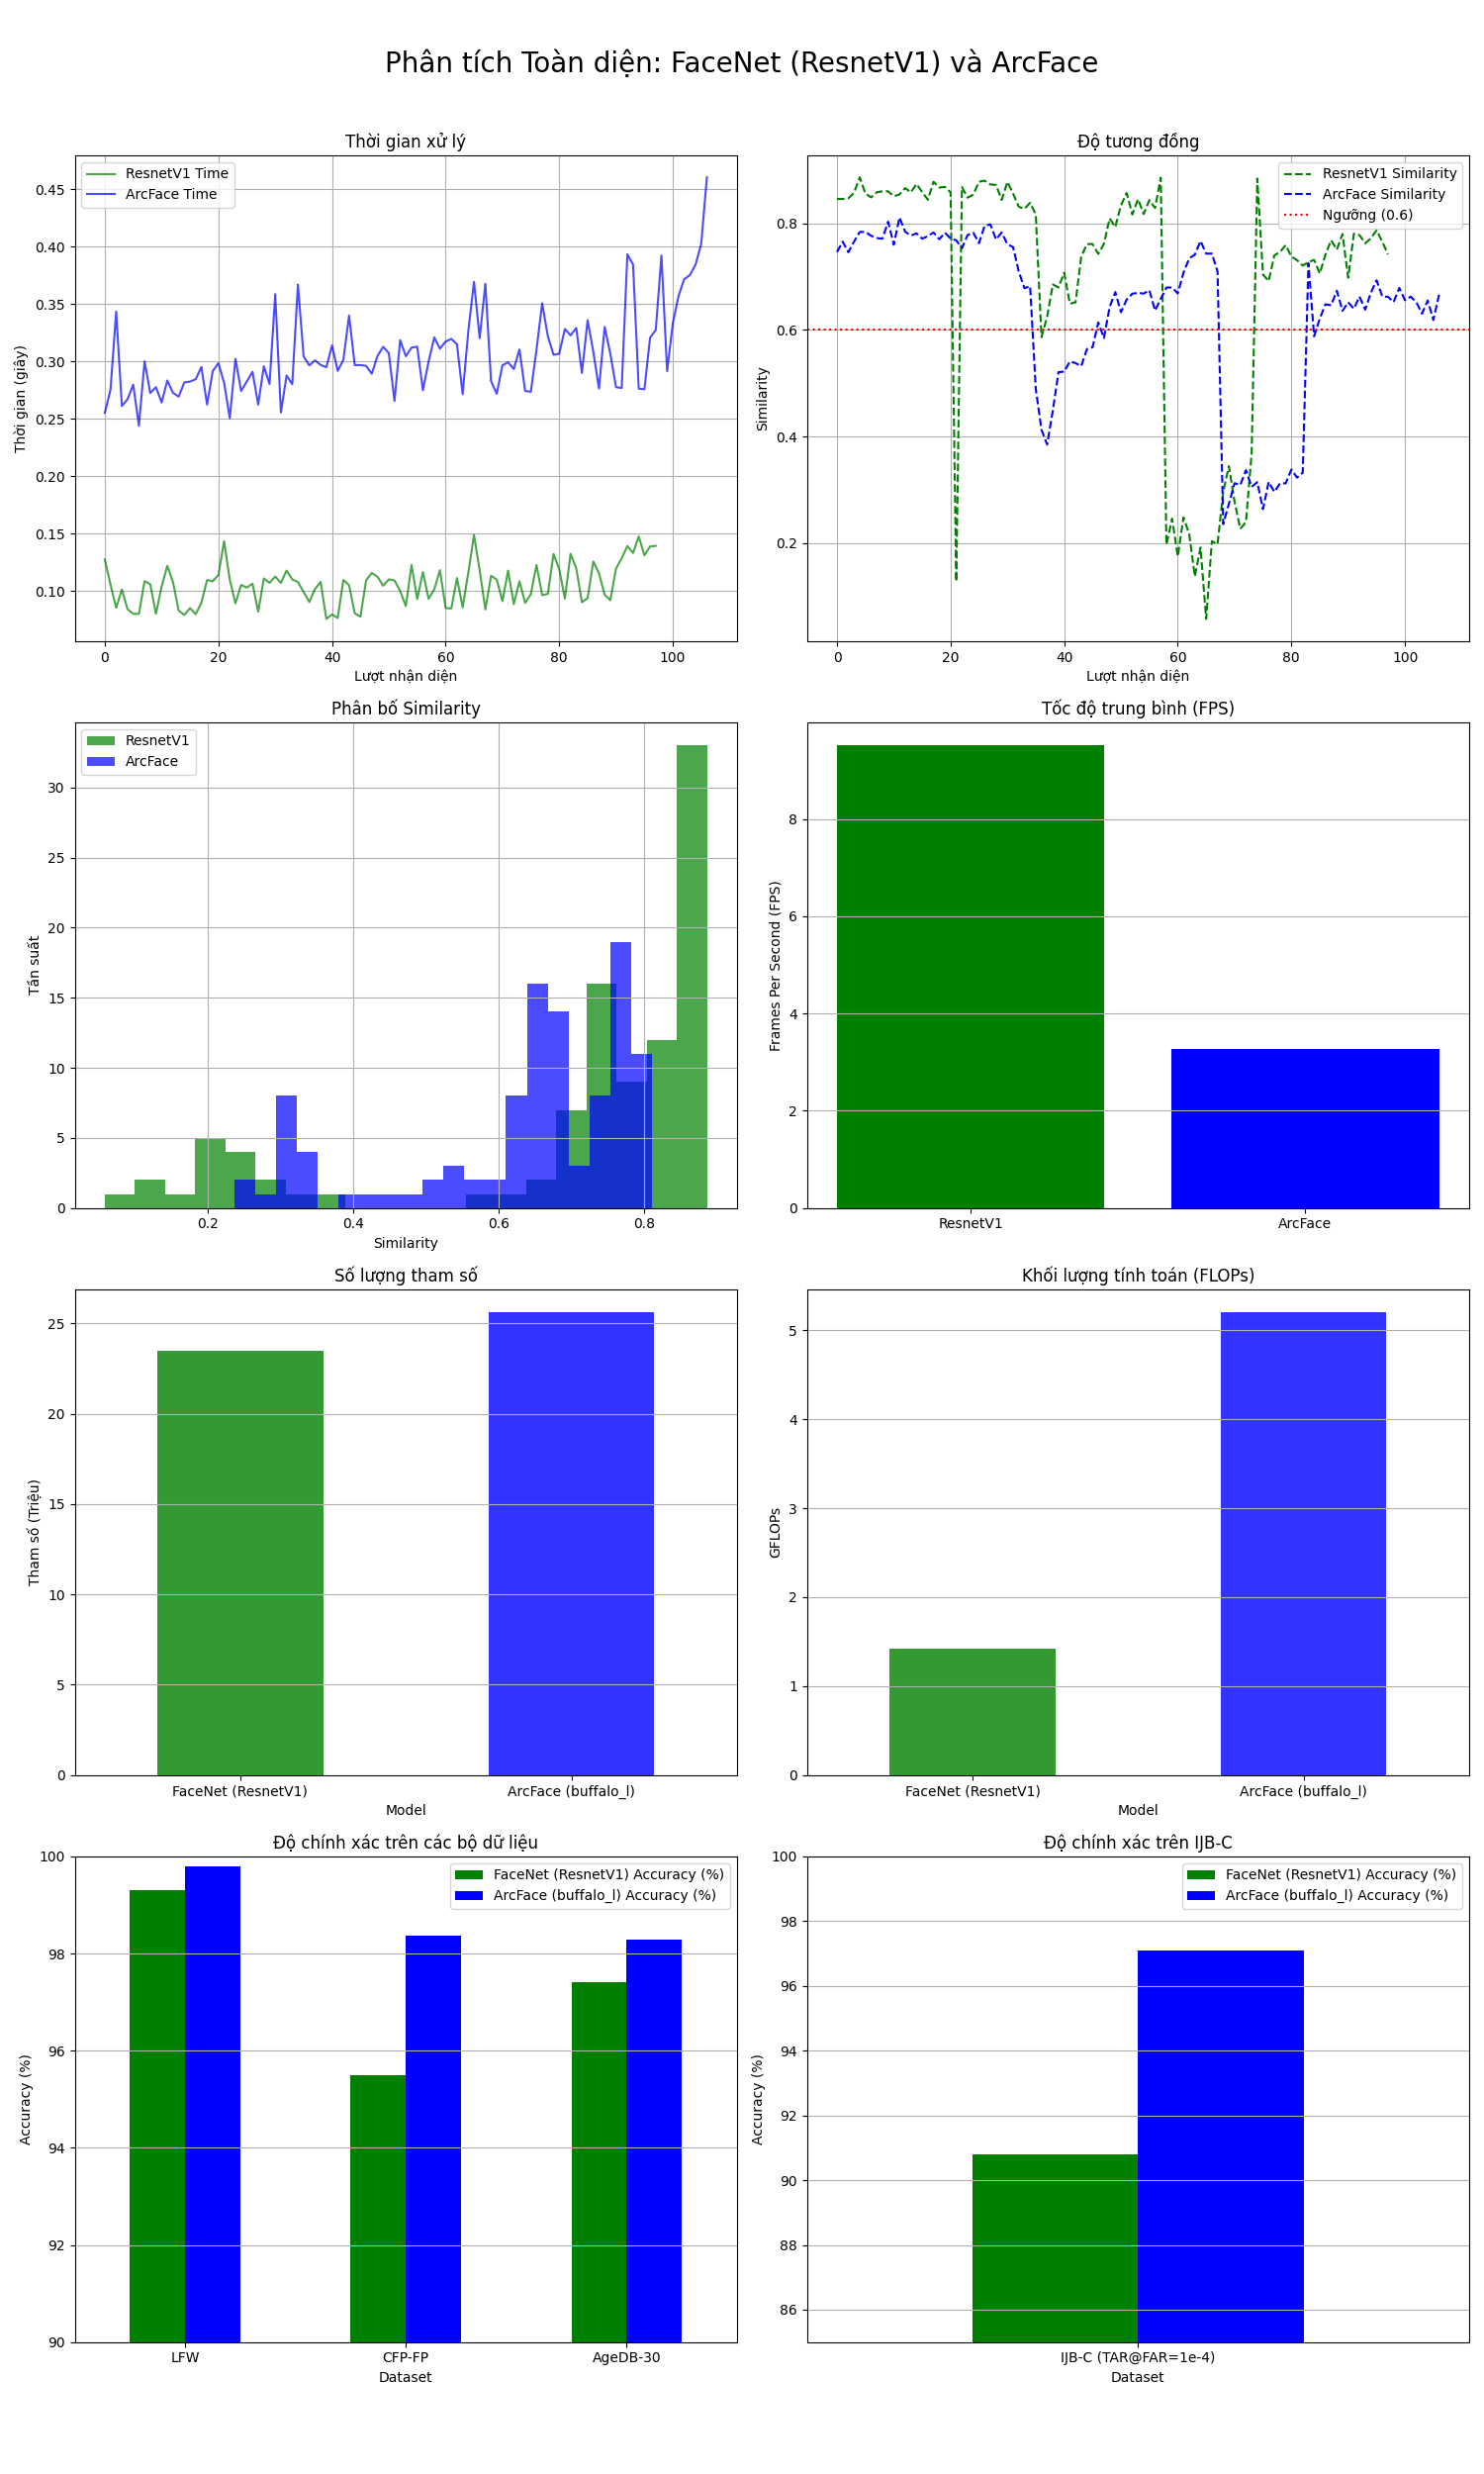 Phân tích Toàn diện: FaceNet (ResnetV1) và ArcFace
Thời gian xử lý
ResnetV1 Time
ArcFace Time
Thời gian (giây)
0.45
0.40
0.35
0.30
0.25
0.20
0.15
0.10
0 20 40 60 80 100
Lượt nhận diện
Độ tương đồng
ResnetV1 Similarity
ArcFace Similarity
Ngưỡng (0.6)
Similarity
0.8
0.6
0.4
0.2
0 20 40 60 80 100
Lượt nhận diện
Phân bố Similarity
ResnetV1
ArcFace
Tần suất
30
25
20
15
10
5
0
0.2 0.4 0.6 0.8
Similarity
Tốc độ trung bình (FPS)
Frames Per Second (FPS)
8
6
4
2
0
ResnetV1 ArcFace
Số lượng tham số
Tham số (Triệu)
25
20
15
10
5
0
FaceNet (ResnetV1) ArcFace (buffalo_l)
Model
Khối lượng tính toán (FLOPs)
GFLOPs
5
4
3
2
1
0
FaceNet (ResnetV1) ArcFace (buffalo_l)
Model
Độ chính xác trên các bộ dữ liệu
FaceNet (ResnetV1) Accuracy (%)
ArcFace (buffalo_l) Accuracy (%)
Accuracy (%)
100
98
96
94
92
90
LFW CFP-FP AgeDB-30
Dataset
Độ chính xác trên IJB-C
FaceNet (ResnetV1) Accuracy (%)
ArcFace (buffalo_l) Accuracy (%)
Accuracy (%)
100
98
96
94
92
90
88
86
IJB-C (TAR@FAR=1e-4)
Dataset